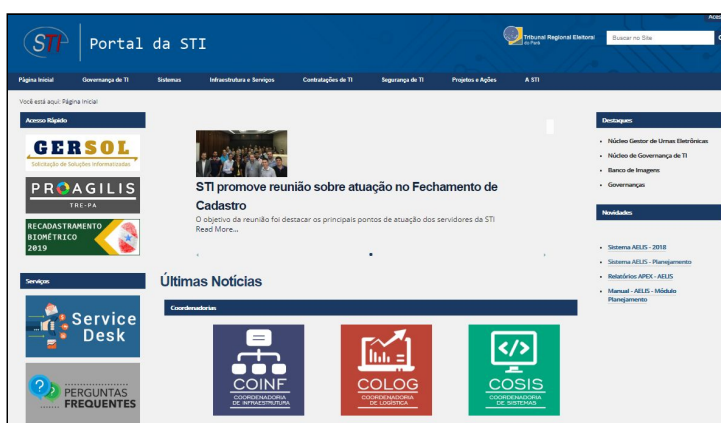 Aces
STI
Portal da STI
Tribunal Regional Eleitoral
do Pará
Buscar no Site
Página Inicial
Governança de TI
Sistemas
Infraestrutura e Serviços
Contratações de TI
Segurança de TI
Projetos e Ações
A STI
Você está aqui: Página Inicial
Acesso Rápido
GERSOL
Solicitação de Soluções Informatizadas
PROAGILIS
TRE-PA
RECADASTRAMENTO
BIOMÉTRICO
2019
Serviços
Service
Desk
PERGUNTAS
FREQUENTES
STI promove reunião sobre atuação no Fechamento de
Cadastro
O objetivo da reunião foi destacar os principais pontos de atuação dos servidores da STI
Read More...
Últimas Notícias
Coordenadorias
COINF
COORDENADORIA
DE INFRAESTRUTURA
COLOG
COORDENADORIA
DE LOGÍSTICA
</>
COSIS
COORDENADORIA
DE SISTEMAS
Destaques
Núcleo Gestor de Urnas Eletrônicas
Núcleo de Governança de TI
Banco de Imagens
Governanças
Novidades
Sistema AELIS - 2018
Sistema AELIS - Planejamento
Relatórios APEX - AELIS
Manual - AELIS - Módulo
Planejamento